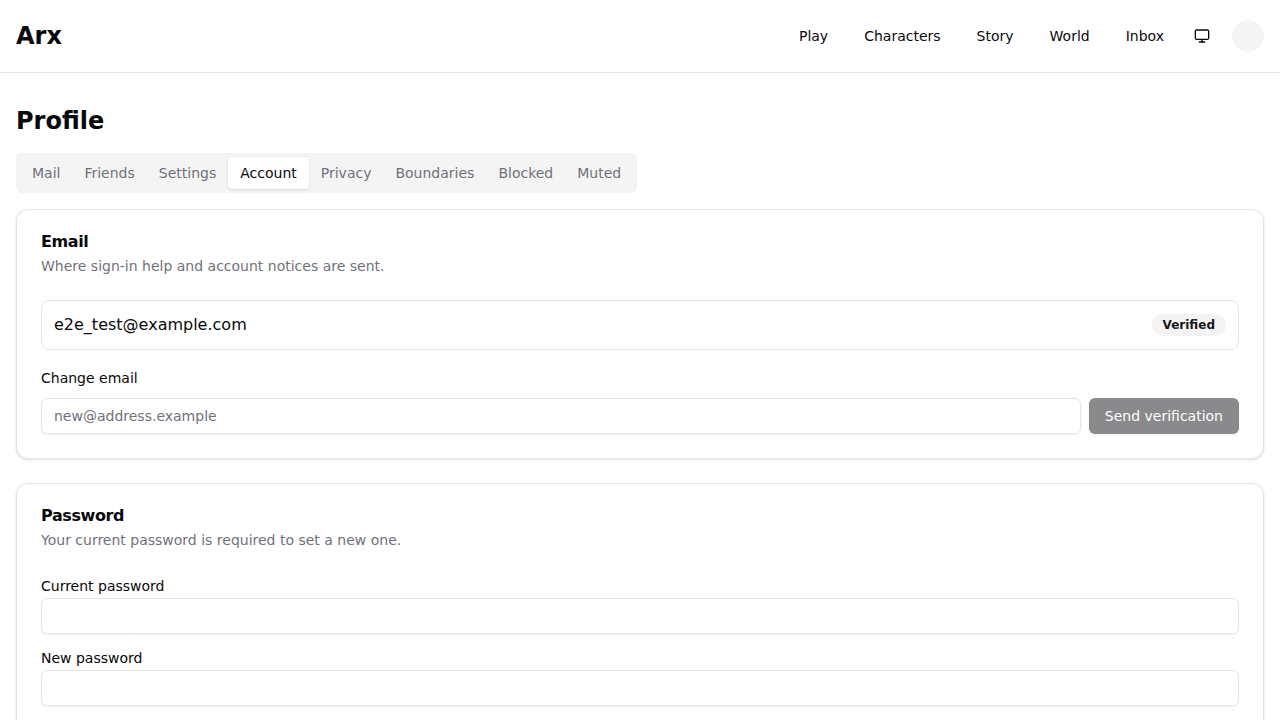 Arx
Play Characters Story World Inbox
Profile
Mail Friends Settings Account Privacy Boundaries Blocked Muted
Email
Where sign-in help and account notices are sent.
e2e_test@example.com Verified
Change email
new@address.example Send verification
Password
Your current password is required to set a new one.
Current password
New password